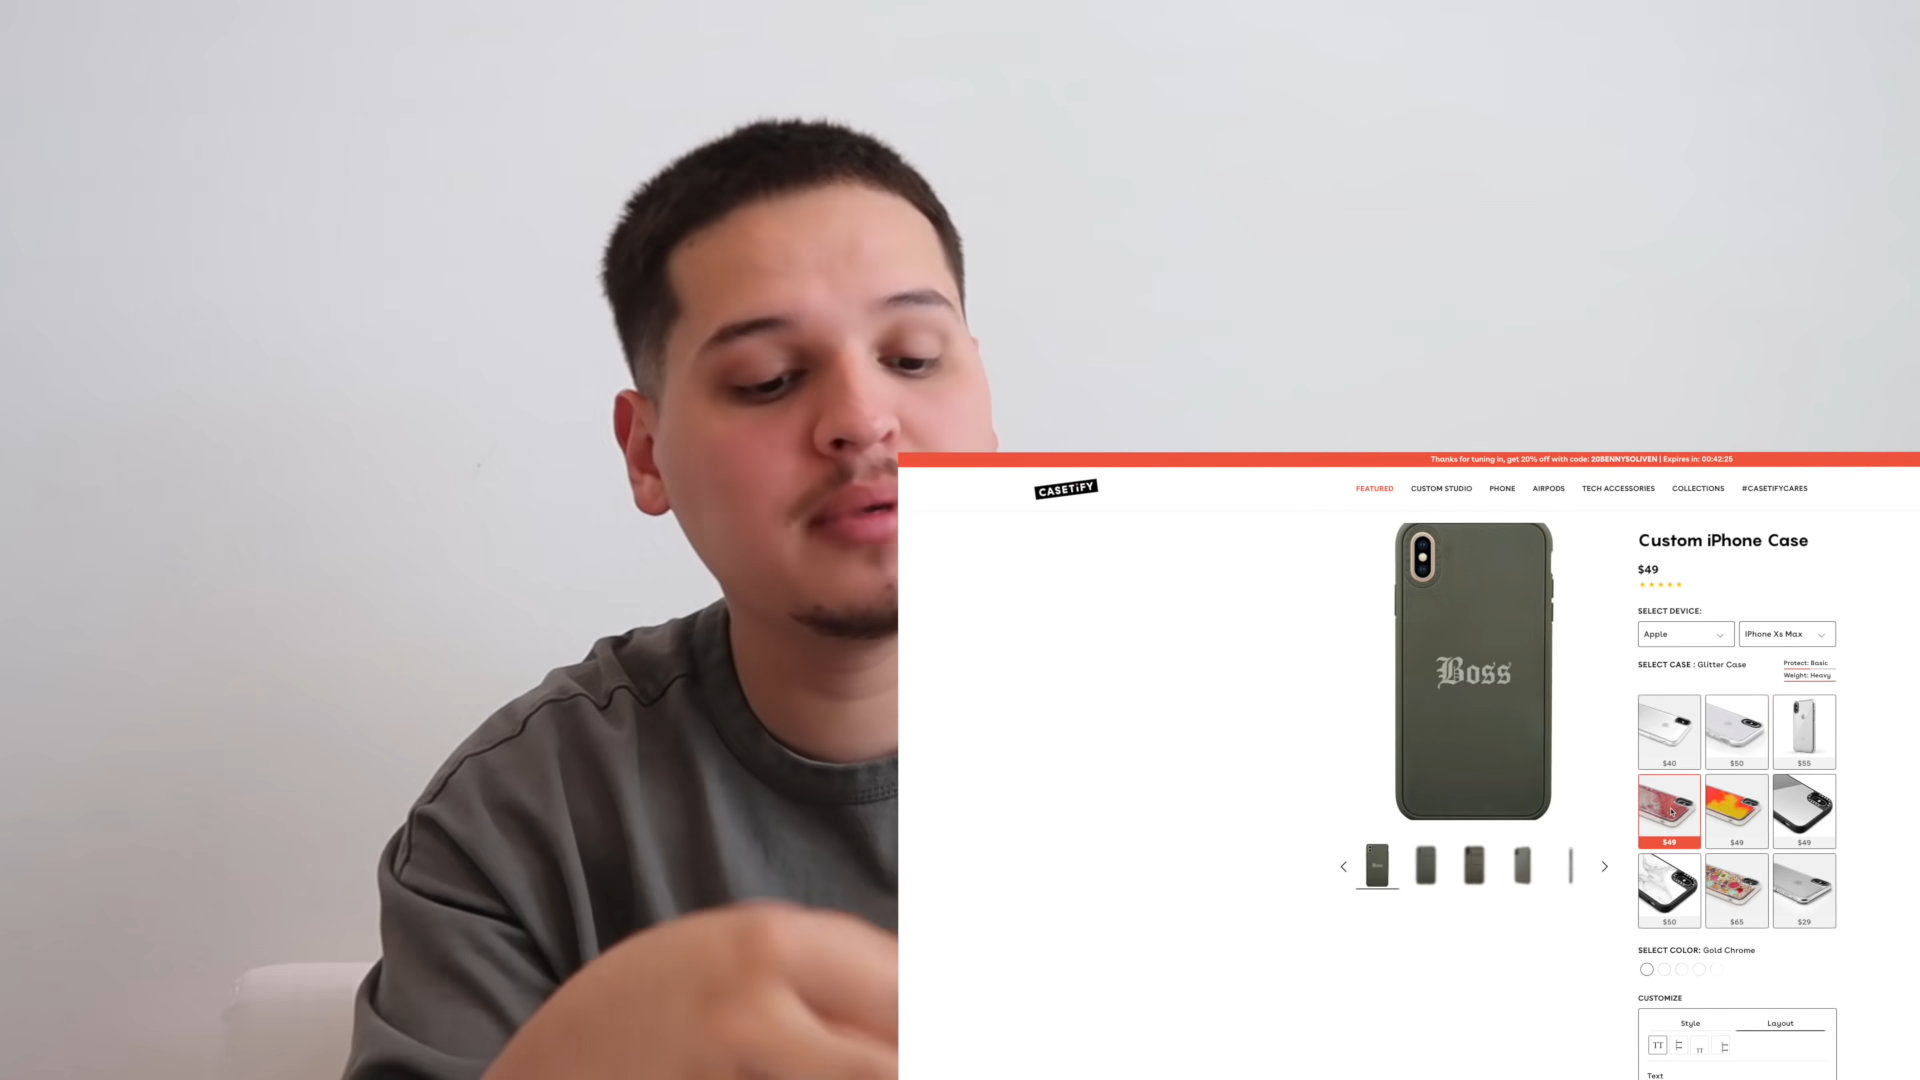 Thanks for tuning in, get 20% off with code: 20BENNYSOLIVEN | Expires in: 00:42:25
CASETiFY
FEATURED CUSTOM STUDIO PHONE AIRPODS TECH ACCESSORIES COLLECTIONS #CASETIFYCARES
Boss
Custom iPhone Case
$49
SELECT DEVICE:
Apple IPhone Xs Max
SELECT CASE : Glitter Case
Protect: Basic
Weight: Heavy
$40 $50 $55
$49 $49 $49
$50 $65 $29
SELECT COLOR: Gold Chrome
CUSTOMIZE
Style Layout
TT TT TT TT
Text